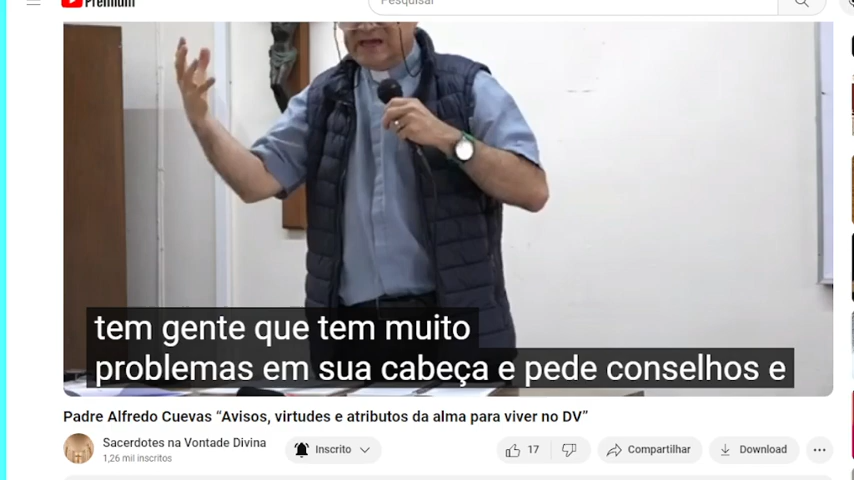 Premium
Pesquisar
tem gente que tem muito
problemas em sua cabeça e pede conselhos e
Padre Alfredo Cuevas “Avisos, virtudes e atributos da alma para viver no DV”
Sacerdotes na Vontade Divina
1,26 mil inscritos
Inscrito
17
Compartilhar
Download